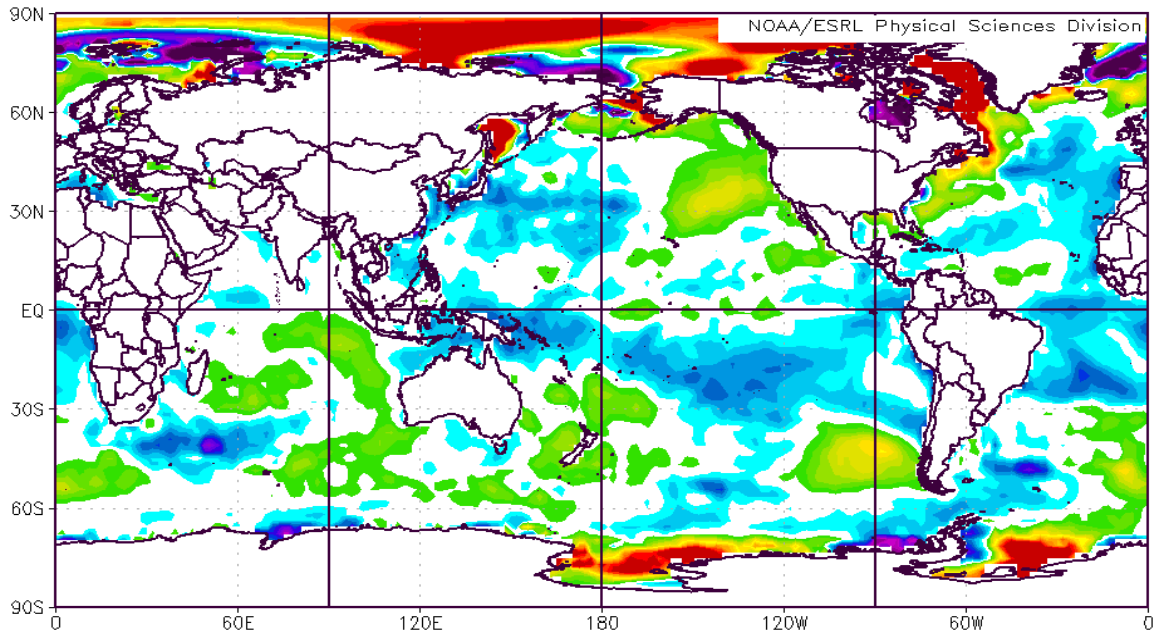 90N
NOAA/ESRL Physical Sciences Division
60N
30N
EQ
30S
60S
90S
0 60E 120E 180 120W 60W 0